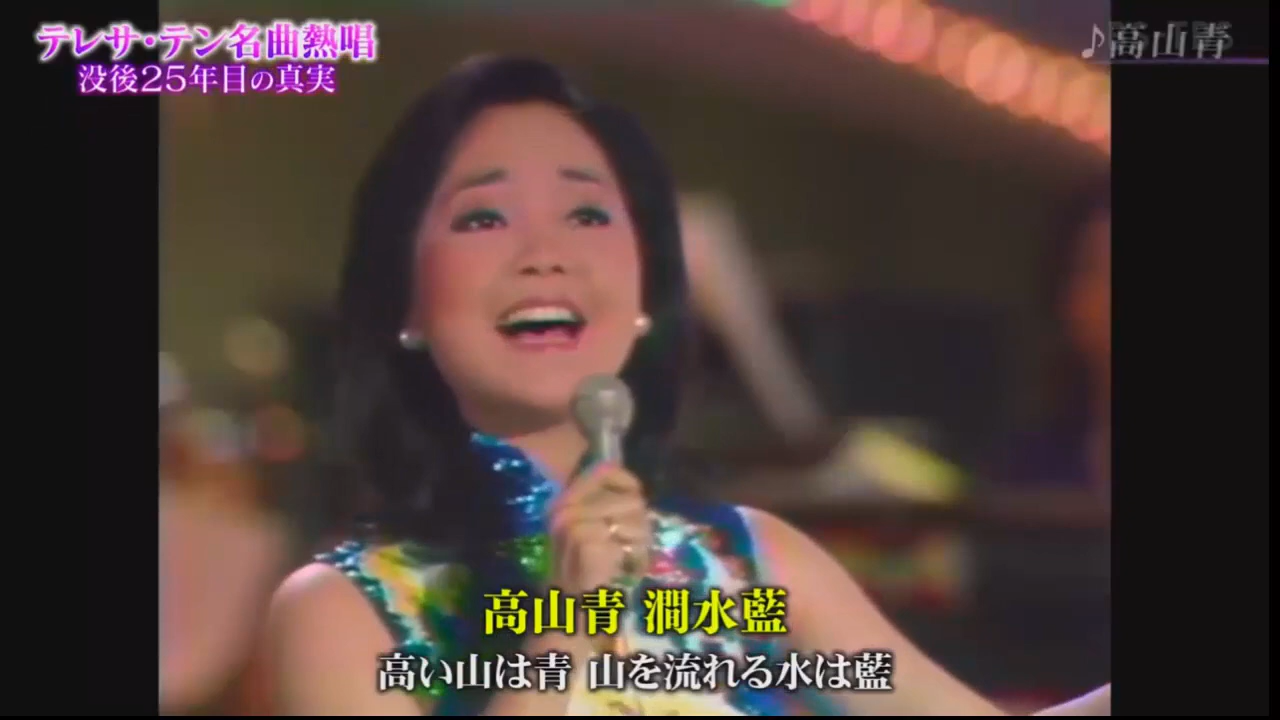 テレサ・テン名曲熱唱
没後25年目の真実
♪高山青
高山青 澗水藍
高い山は青 山を流れる水は藍